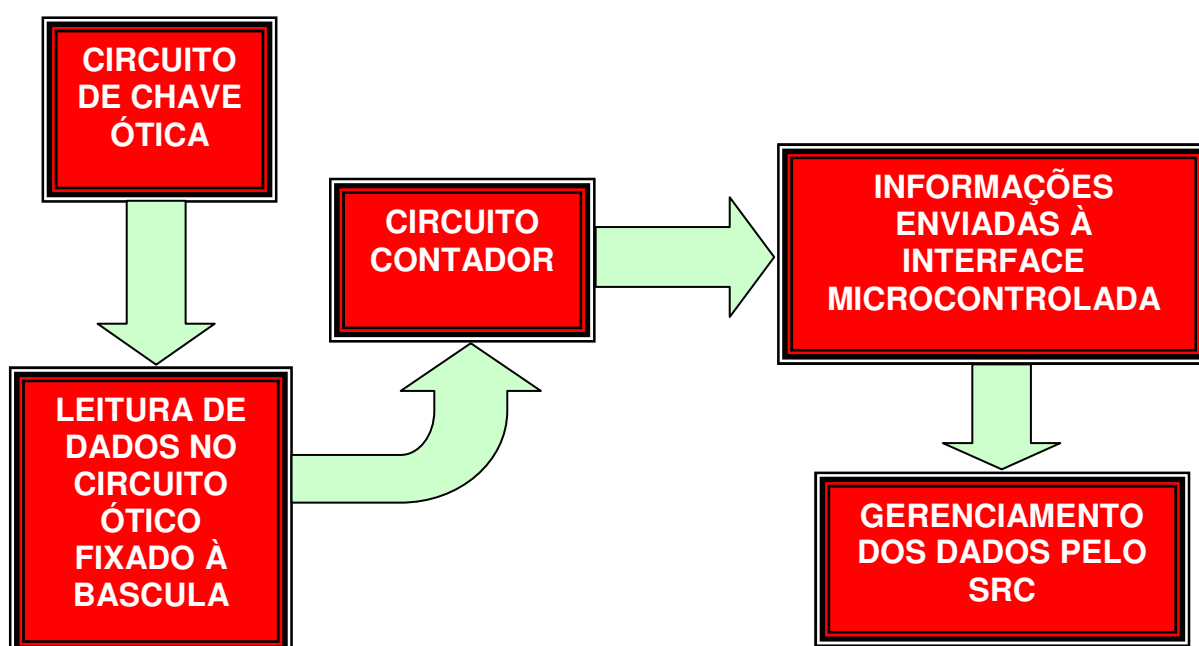 CIRCUITO
DE CHAVE
ÓTICA
LEITURA DE
DADOS NO
CIRCUITO
ÓTICO
FIXADO À
BASCULA
CIRCUITO
CONTADOR
INFORMAÇÕES
ENVIADAS À
INTERFACE
MICROCONTROLADA
GERENCIAMENTO
DOS DADOS PELO
SRC